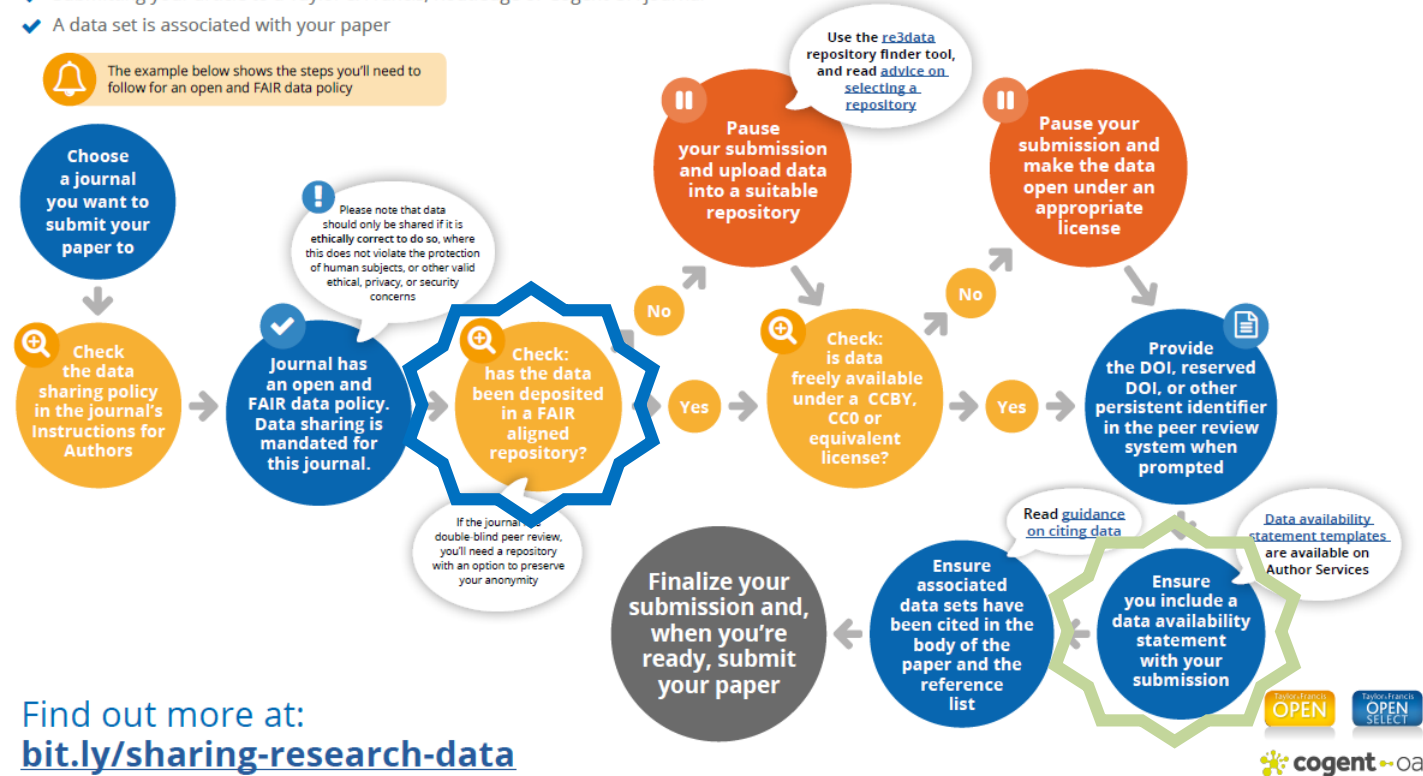 A data set is associated with your paper
The example below shows the steps you'll need to
follow for an open and FAIR data policy
Choose
a journal
you want to
submit your
paper to
Check
the data
sharing policy
in the journal's
Instructions for
Authors
Please note that data
should only be shared if it is
ethically correct to do so, where
this does not violate the protection
of human subjects, or other valid
ethical, privacy, or security
concerns
Journal has
an open and
FAIR data policy.
Data sharing is
mandated for
this journal.
Check:
has the data
been deposited
in a FAIR
aligned
repository?
If the journal
double-blind peer review,
you'll need a repository
with an option to preserve
your anonymity
No
Yes
Pause
your submission
and upload data
into a suitable
repository
Use the re3data
repository finder tool,
and read advice on
selecting a
repository
Check:
is data
freely available
under a CCBY,
CC0 or
equivalent
license?
No
Yes
Pause your
submission and
make the data
open under an
appropriate
license
Provide
the DOI, reserved
DOI, or other
persistent identifier
in the peer review
system when
prompted
Data availability
statement templates
are available on
Author Services
Ensure
you include a
data availability
statement
with your
submission
Read guidance
on citing data
Ensure
associated
data sets have
been cited in the
body of the
paper and the
reference
list
Finalize your
submission and,
when you're
ready, submit
your paper
Find out more at:
bit.ly/sharing-research-data
Taylor & Francis
OPEN
Taylor & Francis
OPEN
SELECT
cogent oa